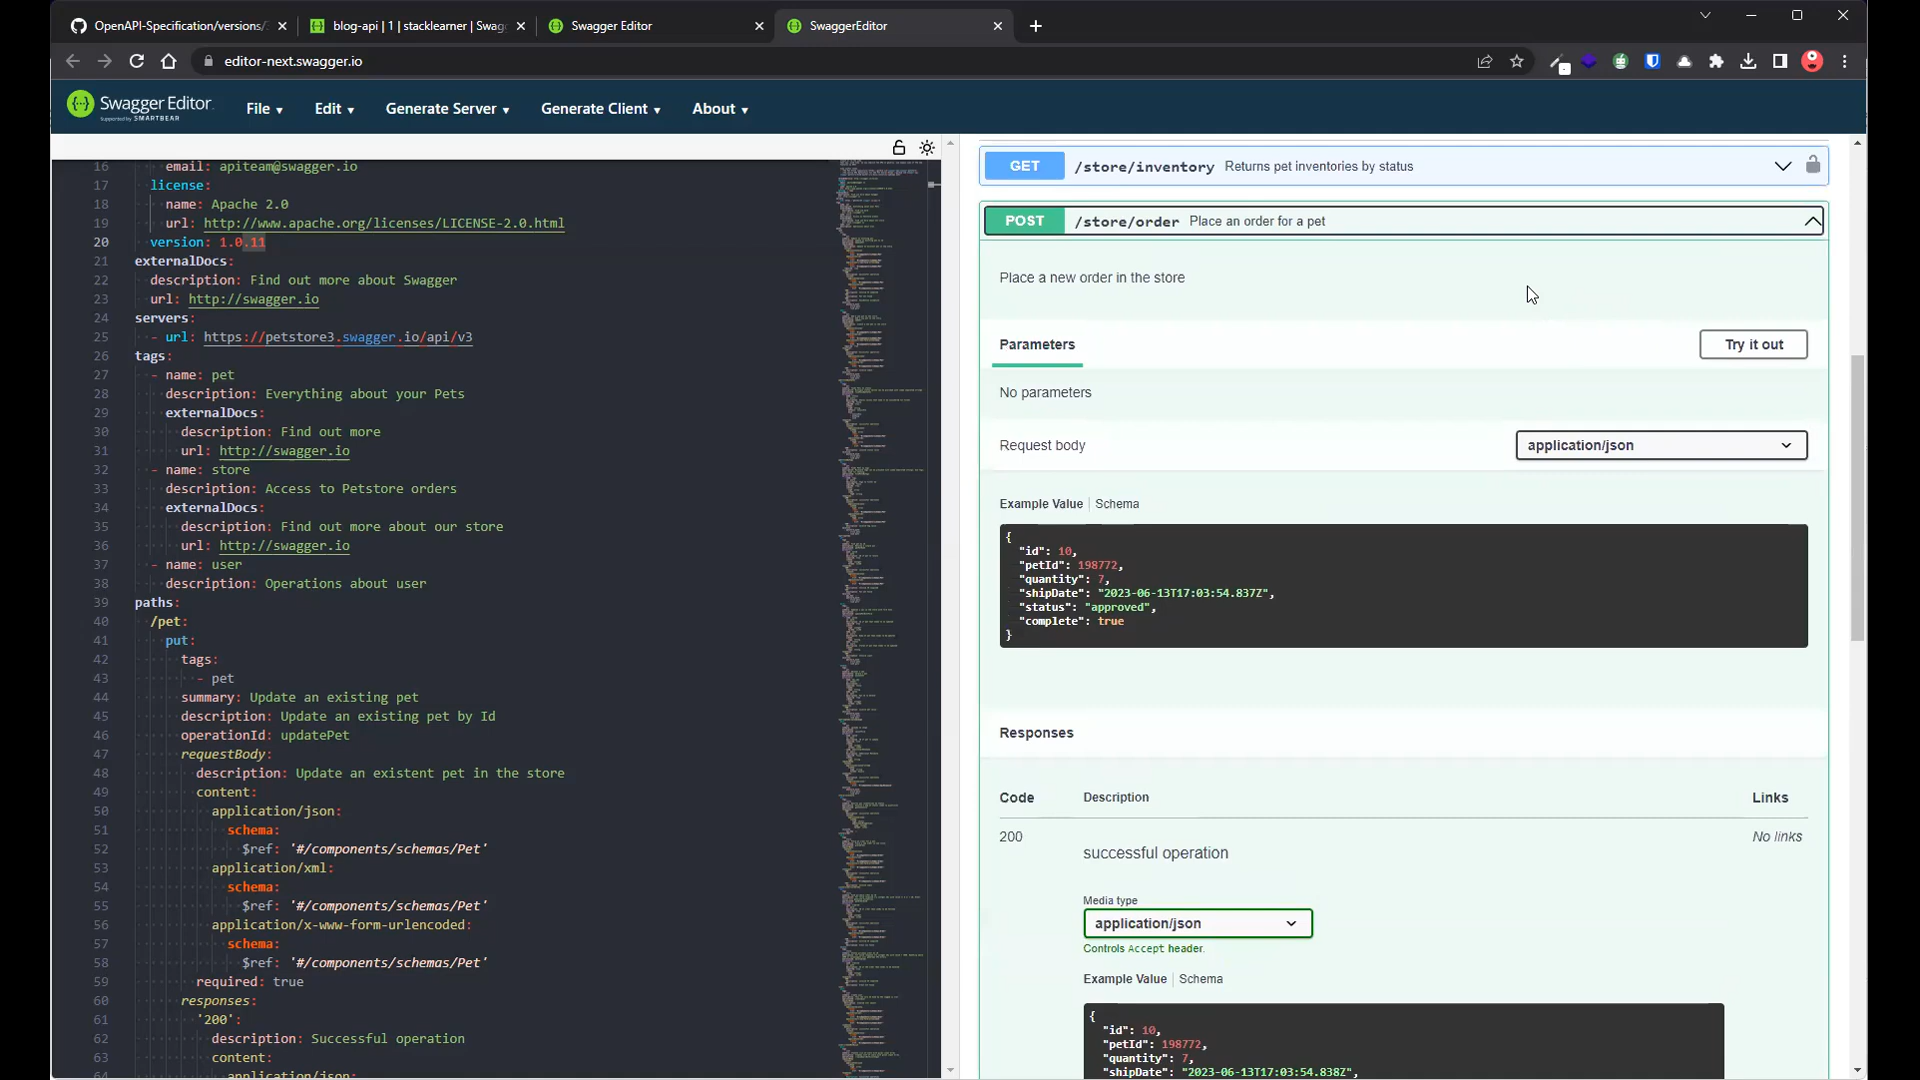 OpenAPI-Specification/versions/
blog-api | 1 | stacklearner | Swag
Swagger Editor
SwaggerEditor
editor-next.swagger.io
Swagger Editor
Supported by SMARTBEAR
File
Edit
Generate Server
Generate Client
About
16 email: apiteam@swagger.io
17 license:
18 name: Apache 2.0
19 url: http://www.apache.org/licenses/LICENSE-2.0.html
20 version: 1.0.11
21 externalDocs:
22 description: Find out more about Swagger
23 url: http://swagger.io
24 servers:
25 - url: https://petstore3.swagger.io/api/v3
26 tags:
27 - name: pet
28 description: Everything about your Pets
29 externalDocs:
30 description: Find out more
31 url: http://swagger.io
32 - name: store
33 description: Access to Petstore orders
34 externalDocs:
35 description: Find out more about our store
36 url: http://swagger.io
37 - name: user
38 description: Operations about user
39 paths:
40 /pet:
41 put:
42 tags:
43 - pet
44 summary: Update an existing pet
45 description: Update an existing pet by Id
46 operationId: updatePet
47 requestBody:
48 description: Update an existent pet in the store
49 content:
50 application/json:
51 schema:
52 $ref: '#/components/schemas/Pet'
53 application/xml:
54 schema:
55 $ref: '#/components/schemas/Pet'
56 application/x-www-form-urlencoded:
57 schema:
58 $ref: '#/components/schemas/Pet'
59 required: true
60 responses:
61 '200':
62 description: Successful operation
63 content:
64 application/json:
GET /store/inventory Returns pet inventories by status
POST /store/order Place an order for a pet
Place a new order in the store
Parameters
Try it out
No parameters
Request body
application/json
Example Value | Schema
{
"id": 10,
"petId": 198772,
"quantity": 7,
"shipDate": "2023-06-13T17:03:54.837Z",
"status": "approved",
"complete": true
}
Responses
Code Description Links
200 successful operation No links
Media type
application/json
Controls Accept header.
Example Value | Schema
{
"id": 10,
"petId": 198772,
"quantity": 7,
"shipDate": "2023-06-13T17:03:54.838Z",